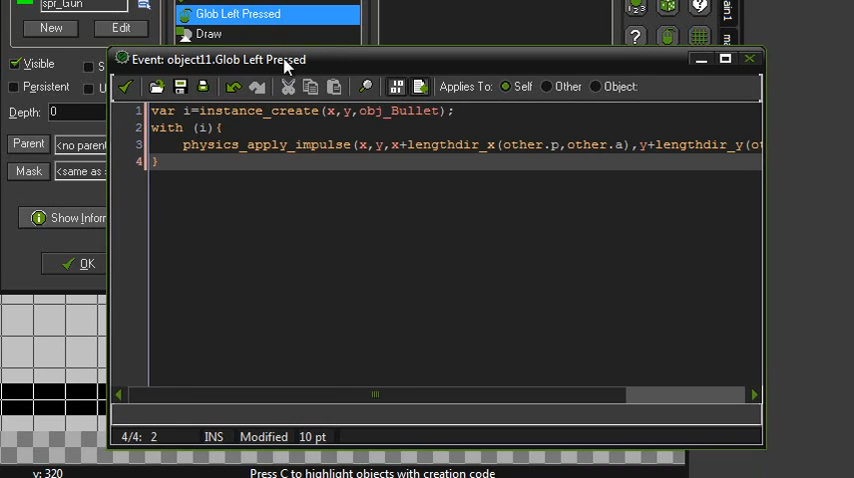 spr_Gun
New
Edit
Visible
S
Persistent
U
Depth: 0
Parent
<no paren
Mask
<same as
Show Inform
OK
Glob Left Pressed
Draw
main1
Event: object11.Glob Left Pressed
Applies To: Self Other Object:
1 var i=instance_create(x,y,obj_Bullet);
2 with (i){
3 physics_apply_impulse(x,y,x+lengthdir_x(other.p,other.a),y+lengthdir_y(ot
4 }
4/4: 2 INS Modified 10 pt
y: 320 Press C to highlight objects with creation code